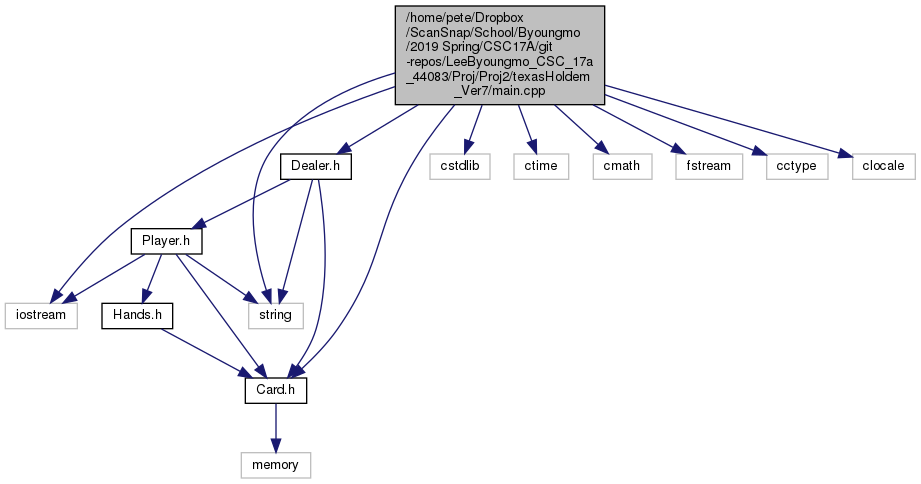 /home/pete/Dropbox
/ScanSnap/School/Byoungmo
/2019 Spring/CSC17A/git
-repos/LeeByoungmo_CSC_17a
_44083/Proj/Proj2/texasHoldem
_Ver7/main.cpp
Dealer.h
cstdlib
ctime
cmath
fstream
cctype
clocale
Player.h
iostream
Hands.h
string
Card.h
memory